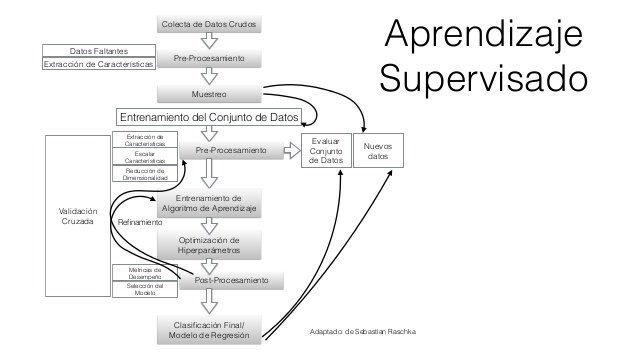 Aprendizaje
Supervisado
Colecta de Datos Crudos
Datos Faltantes
Extracción de Características
Pre-Procesamiento
Muestreo
Entrenamiento del Conjunto de Datos
Extracción de
Características
Escalar
Características
Reducción de
Dimensionalidad
Pre-Procesamiento
Evaluar
Conjunto
de Datos
Nuevos
datos
Validación
Cruzada
Refinamiento
Entrenamiento de
Algoritmo de Aprendizaje
Optimización de
Hiperparámetros
Métricas de
Desempeño
Selección del
Modelo
Post-Procesamiento
Clasificación Final/
Modelo de Regresión
Adaptado: de Sebastian Raschka